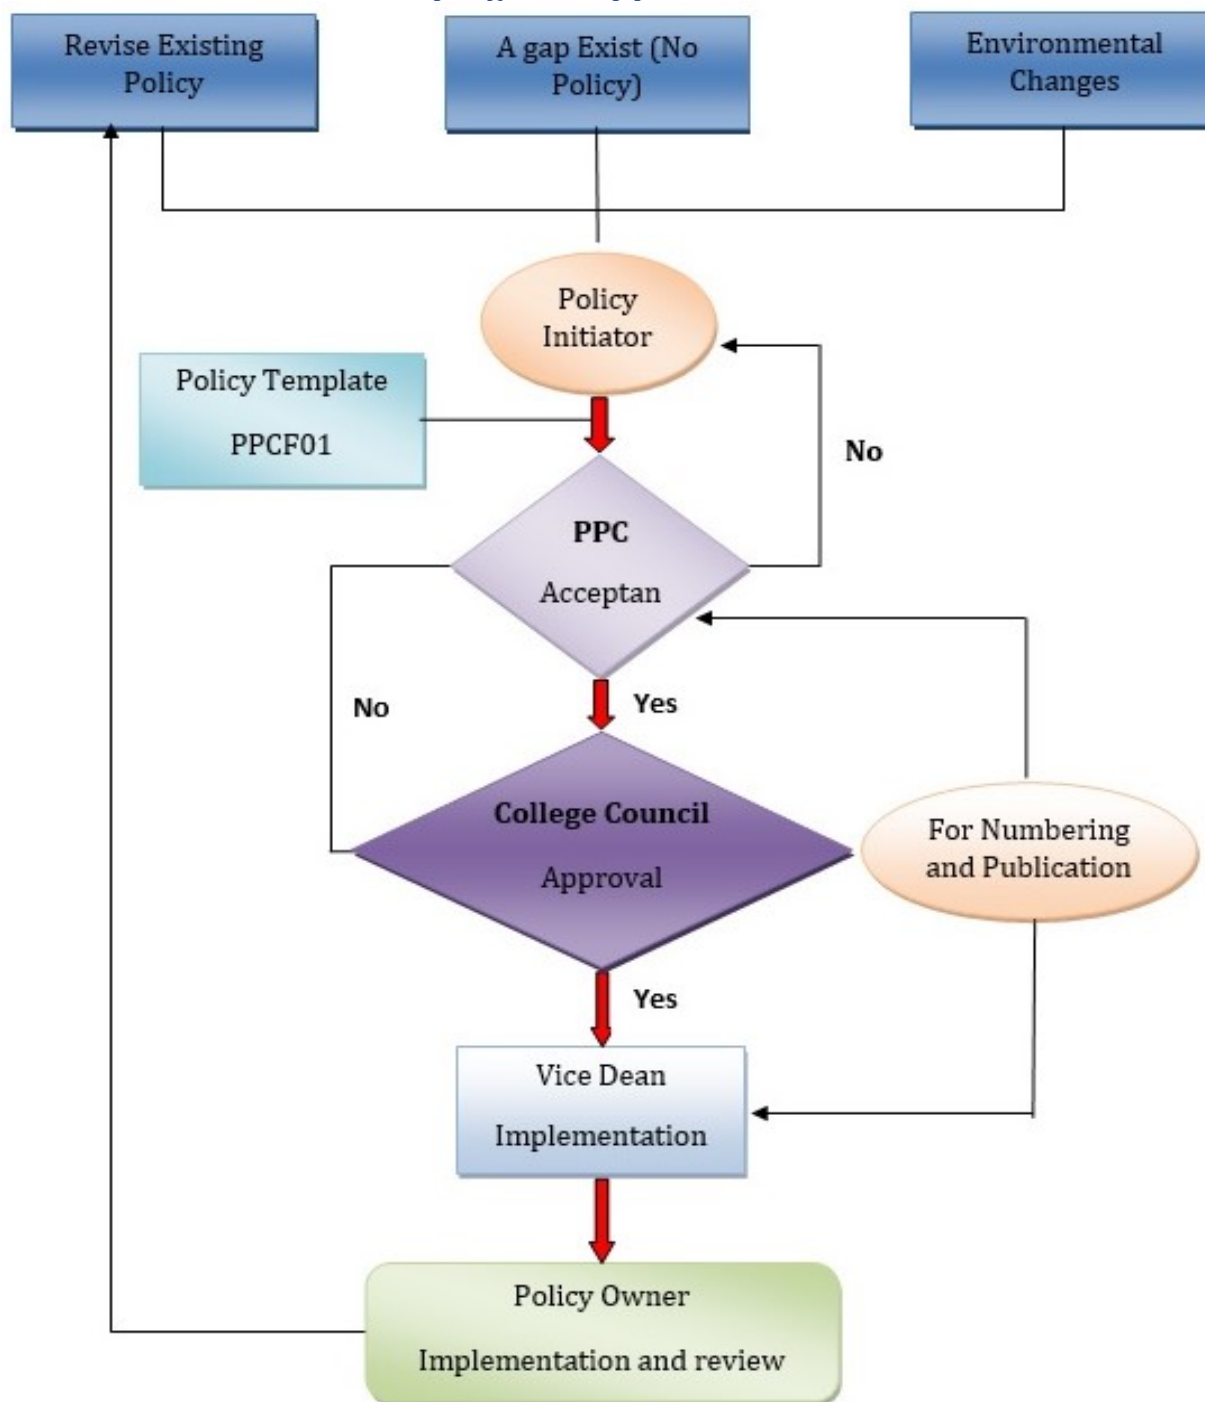 Revise Existing
Policy
A gap Exist (No
Policy)
Environmental
Changes
Policy
Initiator
Policy Template
PPCF01
No
PPC
Acceptan
No
Yes
College Council
Approval
For Numbering
and Publication
Yes
Vice Dean
Implementation
Policy Owner
Implementation and review